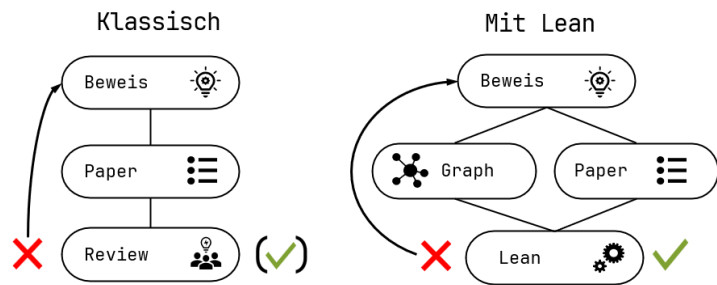 Klassisch
Beweis
Paper
Review
Mit Lean
Beweis
Graph
Paper
Lean